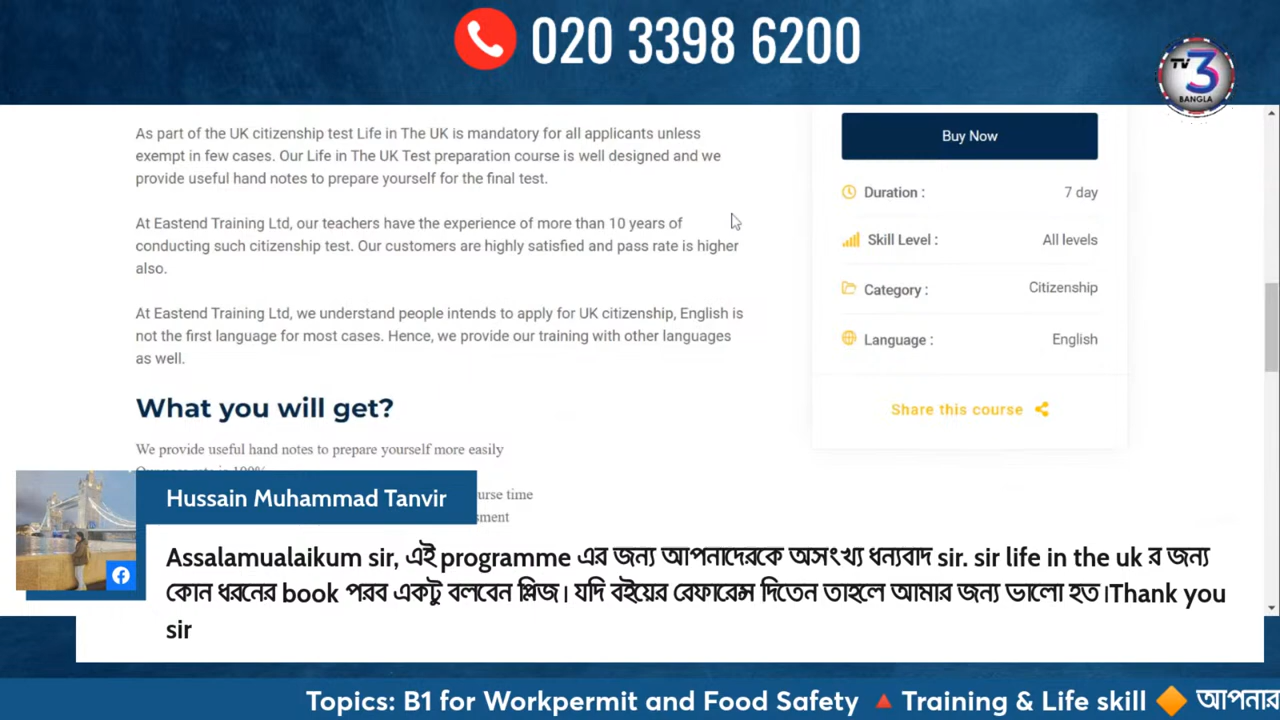 020 3398 6200
TV 3 BANGLA
As part of the UK citizenship test Life in The UK is mandatory for all applicants unless
exempt in few cases. Our Life in The UK Test preparation course is well designed and we
provide useful hand notes to prepare yourself for the final test.
At Eastend Training Ltd, our teachers have the experience of more than 10 years of
conducting such citizenship test. Our customers are highly satisfied and pass rate is higher
also.
At Eastend Training Ltd, we understand people intends to apply for UK citizenship, English is
not the first language for most cases. Hence, we provide our training with other languages
as well.
What you will get?
We provide useful hand notes to prepare yourself more easily
Our pass rate is 100%
urse time
sment
Buy Now
Duration : 7 day
Skill Level : All levels
Category : Citizenship
Language : English
Share this course
Hussain Muhammad Tanvir
Assalamualaikum sir, এই programme এর জন্য আপনাদেরকে অসংখ্য ধন্যবাদ sir. sir life in the uk র জন্য
কোন ধরনের book পরব একটু বলবেন প্লিজ। যদি বইয়ের রেফারেন্স দিতেন তাহলে আমার জন্য ভালো হত।Thank you
sir
Topics: B1 for Workpermit and Food Safety 🔺Training & Life skill 🔶 আপনার